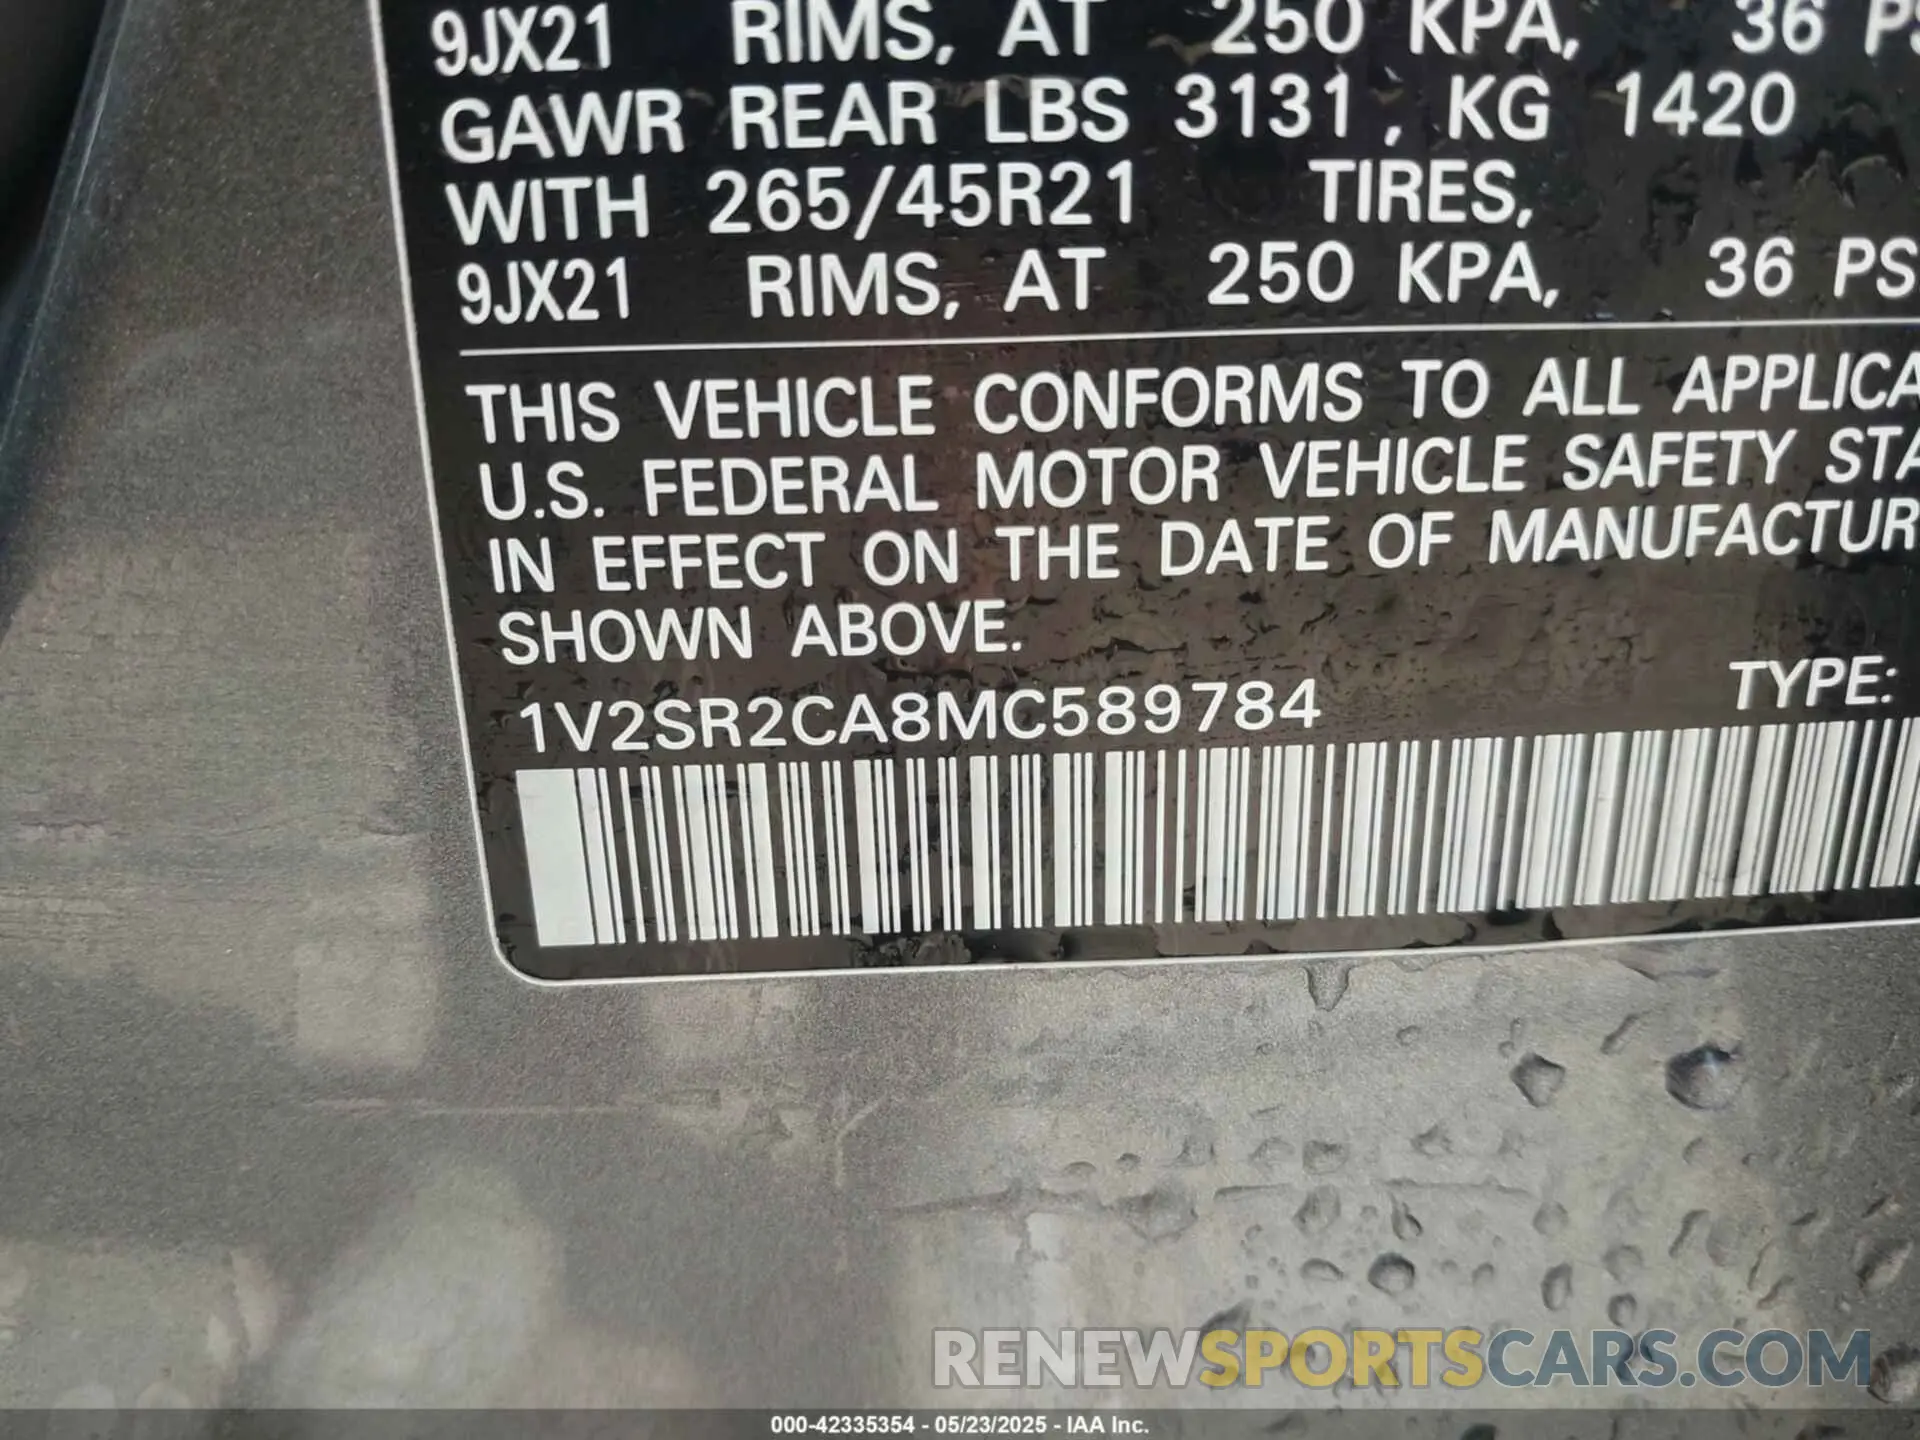 9JX21 RIMS, AT 250 KPA, 36
GAWR REAR LBS 3131, KG 1420
WITH 265/45R21 TIRES,
9JX21 RIMS, AT 250 KPA, 36 PS
THIS VEHICLE CONFORMS TO ALL APPLICA
U.S. FEDERAL MOTOR VEHICLE SAFETY STA
IN EFFECT ON THE DATE OF MANUFACTUR
SHOWN ABOVE.
1V2SR2CA8MC589784 TYPE:
RENEWSPORTSCARS.COM
000-42335354 - 05/23/2025 - IAA Inc.